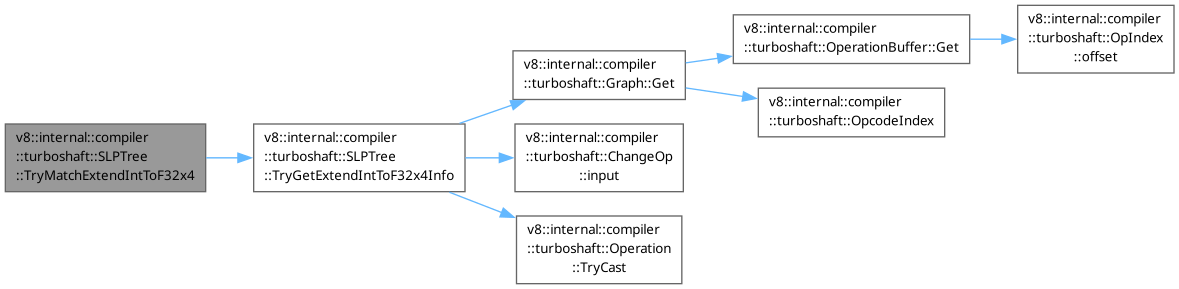 v8::internal::compiler
::turboshaft::SLPTree
::TryMatchExtendIntToF32x4
v8::internal::compiler
::turboshaft::SLPTree
::TryGetExtendIntToF32x4Info
v8::internal::compiler
::turboshaft::Graph::Get
v8::internal::compiler
::turboshaft::OperationBuffer::Get
v8::internal::compiler
::turboshaft::OpIndex
::offset
v8::internal::compiler
::turboshaft::OpcodeIndex
v8::internal::compiler
::turboshaft::ChangeOp
::input
v8::internal::compiler
::turboshaft::Operation
::TryCast